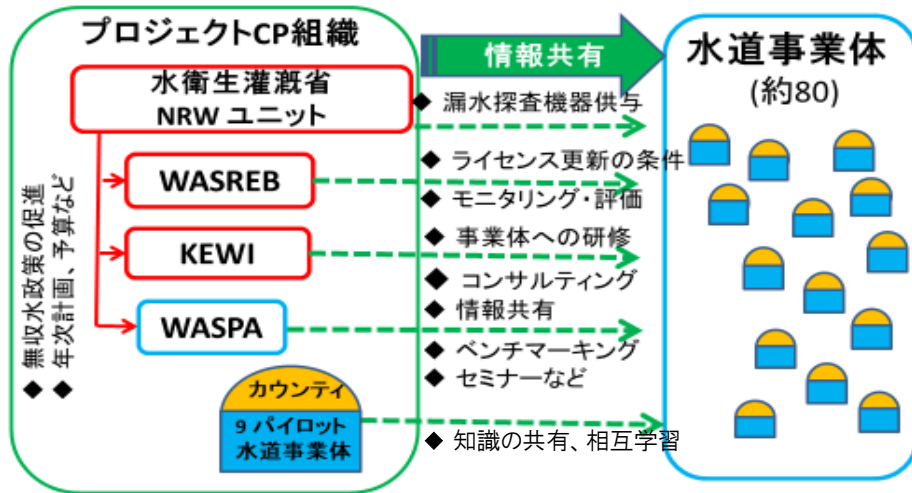 プロジェクトCP組織
水衛生灌漑省
NRW ユニット
WASREB
KEWI
WASPA
カウンティ
9 パイロット
水道事業体
◆ 無収水政策の促進
◆ 年次計画、予算など
情報共有
◆ 漏水探査機器供与
◆ ライセンス更新の条件
◆ モニタリング・評価
◆ 事業体への研修
◆ コンサルティング
◆ 情報共有
◆ ベンチマーキング
◆ セミナーなど
◆ 知識の共有、相互学習
水道事業体
(約80)